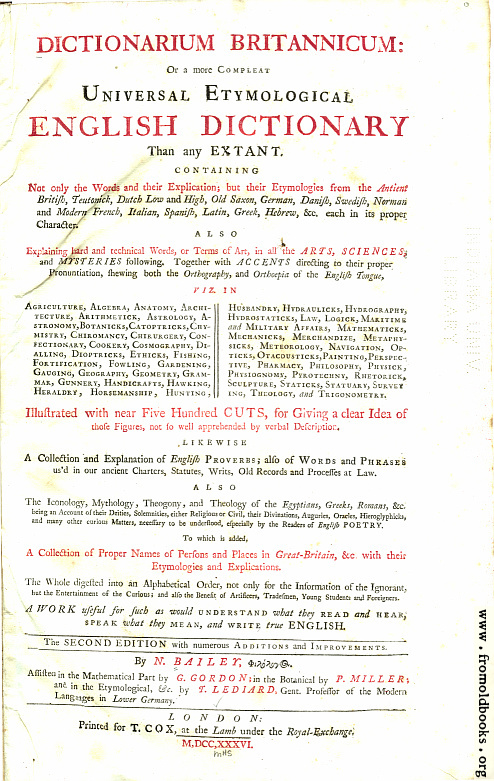 DICTIONARIUM BRITANNICUM:
Or a more COMPLEAT
UNIVERSAL ETYMOLOGICAL
ENGLISH DICTIONARY
Than any EXTANT.
CONTAINING
Not only the Words and their Explication; but their Etymologies from the Antient
Britiſh, Teutonick, Dutch Low and High, Old Saxon, German, Daniſh, Swediſh, Norman
and Modern French, Italian, Spaniſh, Latin, Greek, Hebrew, &c. each in its proper
Character.
ALSO
Explaining hard and technical Words, or Terms of Art, in all the ARTS, SCIENCES,
and MYSTERIES following. Together with ACCENTS directing to their proper
Pronuntiation, ſhewing both the Orthography, and Orthoepia of the Engliſh Tongue,
VIZ. IN
AGRICULTURE, ALGEBRA, ANATOMY, ARCHI-
TECTURE, ARITHMETICK, ASTROLOGY, A-
STRONOMY, BOTANICKS, CATOPTRICKS, CHY-
MISTRY, CHIROMANCY, CHIRURGERY, CON-
FECTIONARY, COOKERY, COSMOGRAPHY, DI-
ALLING, DIOPTRICKS, ETHICKS, FISHING,
FORTIFICATION, FOWLING, GARDENING,
GAUGING, GEOGRAPHY, GEOMETRY, GRAM-
MAR, GUNNERY, HANDICRAFTS, HAWKING,
HERALDRY, HORSEMANSHIP, HUNTING,
HUSBANDRY, HYDRAULICKS, HYDROGRAPHY,
HYDROSTATICKS, LAW, LOGICK, MARITIME
and MILITARY AFFAIRS, MATHEMATICKS,
MECHANICKS, MERCHANDIZE, METAPHY-
SICKS, METEOROLOGY, NAVIGATION, OP-
TICKS, OTACOUSTICKS, PAINTING, PERSPEC-
TIVE, PHARMACY, PHILOSOPHY, PHYSICK,
PHYSIOGNOMY, PYROTECHNY, RHETORICK,
SCULPTURE, STATICKS, STATUARY, SURVEY
ING, THEOLOGY, and TRIGONOMETRY.
Illuſtrated with near Five Hundred CUTS, for Giving a clear Idea of
thoſe Figures, not ſo well apprehended by verbal Deſcription.
LIKEWISE
A Collection and Explanation of Engliſh PROVERBS; alſo of WORDS and PHRASES
us'd in our ancient Charters, Statutes, Writs, Old Records and Proceſſes at Law.
ALSO
The Iconology, Mythology, Theogony, and Theology of the Egyptians, Greeks, Romans, &c.
being an Account of their Deities, Solemnities, either Religious or Civil, their Divinations, Auguries, Oracles, Hieroglyphicks,
and many other curious Matters, neceſſary to be underſtood, eſpecially by the Readers of Engliſh POETRY.
To which is added,
A Collection of Proper Names of Perſons and Places in Great-Britain, &c. with their
Etymologies and Explications.
The Whole digeſted into an Alphabetical Order, not only for the Information of the Ignorant,
but the Entertainment of the Curious; and alſo the Benefit of Artificers, Tradeſmen, Young Students and Foreigners.
A WORK uſeful for ſuch as would UNDERSTAND what they READ and HEAR,
SPEAK what they MEAN, and WRITE true ENGLISH.
The SECOND EDITION with numerous ADDITIONS and IMPROVEMENTS.
By N. BAILEY,
Aſſiſted in the Mathematical Part by G. GORDON; in the Botanical by P. MILLER;
and in the Etymological, &c. by T. LEDIARD, Gent. Profeſſor of the Modern
Languages in Lower Germany.
LONDON:
Printed for T. COX, at the Lamb under the Royal-Exchange.
M,DCC,XXXVI.
www.fromoldbooks.org